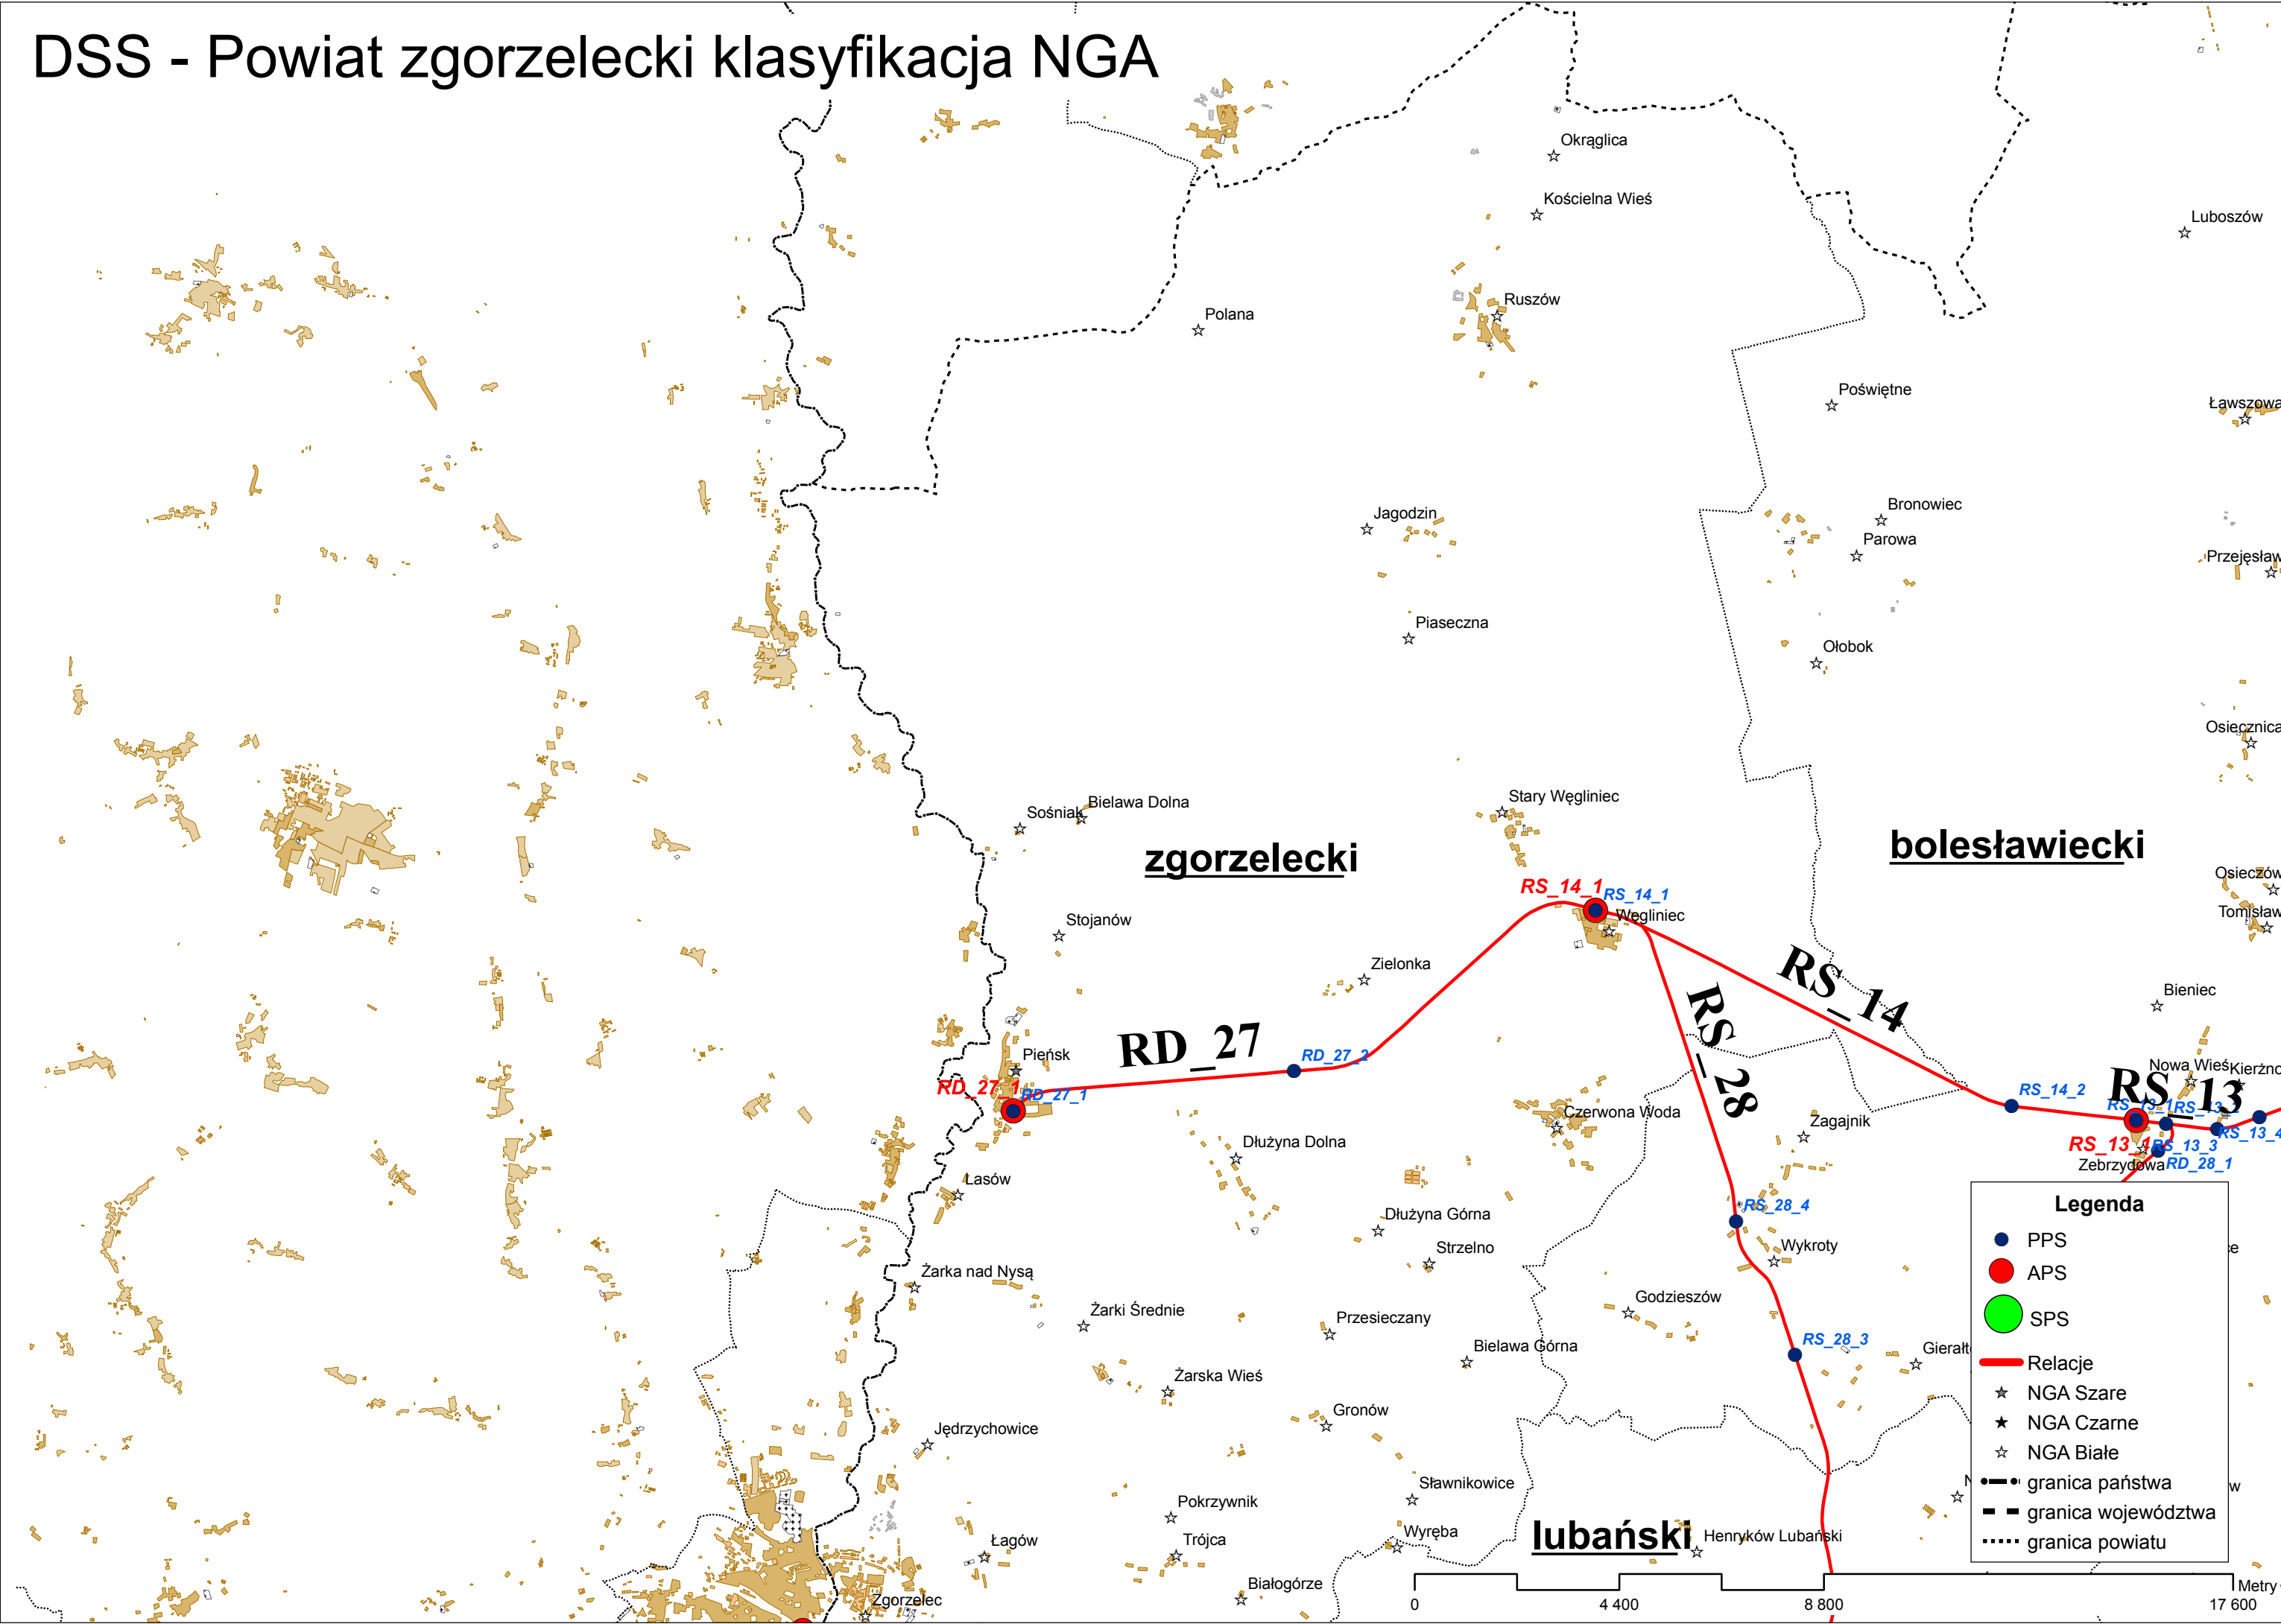 DSS - Powiat zgorzelecki klasyfikacja NGA
Okrąglica
Kościelna Wieś
Luboszów
Ruszów
Polana
Poświętne
Ławszowa
Jagodzin
Bronowiec
Parowa
Przejęsław
Piaseczna
Ołobok
Osiecznica
Stary Węgliniec
Sośniak
Bielawa Dolna
zgorzelecki
bolesławiecki
Osieczów
RS_14_1
RS_14_1
Węgliniec
Tomisław
Stojanów
Zielonka
RS_14
Bieniec
RS_28
RD_27
Pieńsk
RD_27_2
RD_27_1
RD_27_1
Nowa Wieś
Kierżno
RS_14_2
RS_13
RS_13_1
Czerwona Woda
Zagajnik
RS_13_4
RS_13_1
RS_13_3
Dłużyna Dolna
Zebrzydowa
RD_28_1
Lasów
RS_28_4
Dłużyna Górna
Strzelno
Wykroty
Żarka nad Nysą
Godzieszów
Żarki Średnie
Przesieczany
RS_28_3
Bielawa Górna
Gierałt
Żarska Wieś
Gronów
Jędrzychowice
Sławnikowice
Pokrzywnik
Wyręba
lubański
Henryków Lubański
Łagów
Trójca
Białogórze
Zgorzelec
Legenda
PPS
APS
SPS
Relacje
NGA Szare
NGA Czarne
NGA Białe
granica państwa
granica województwa
granica powiatu
Metry
0
4 400
8 800
17 600